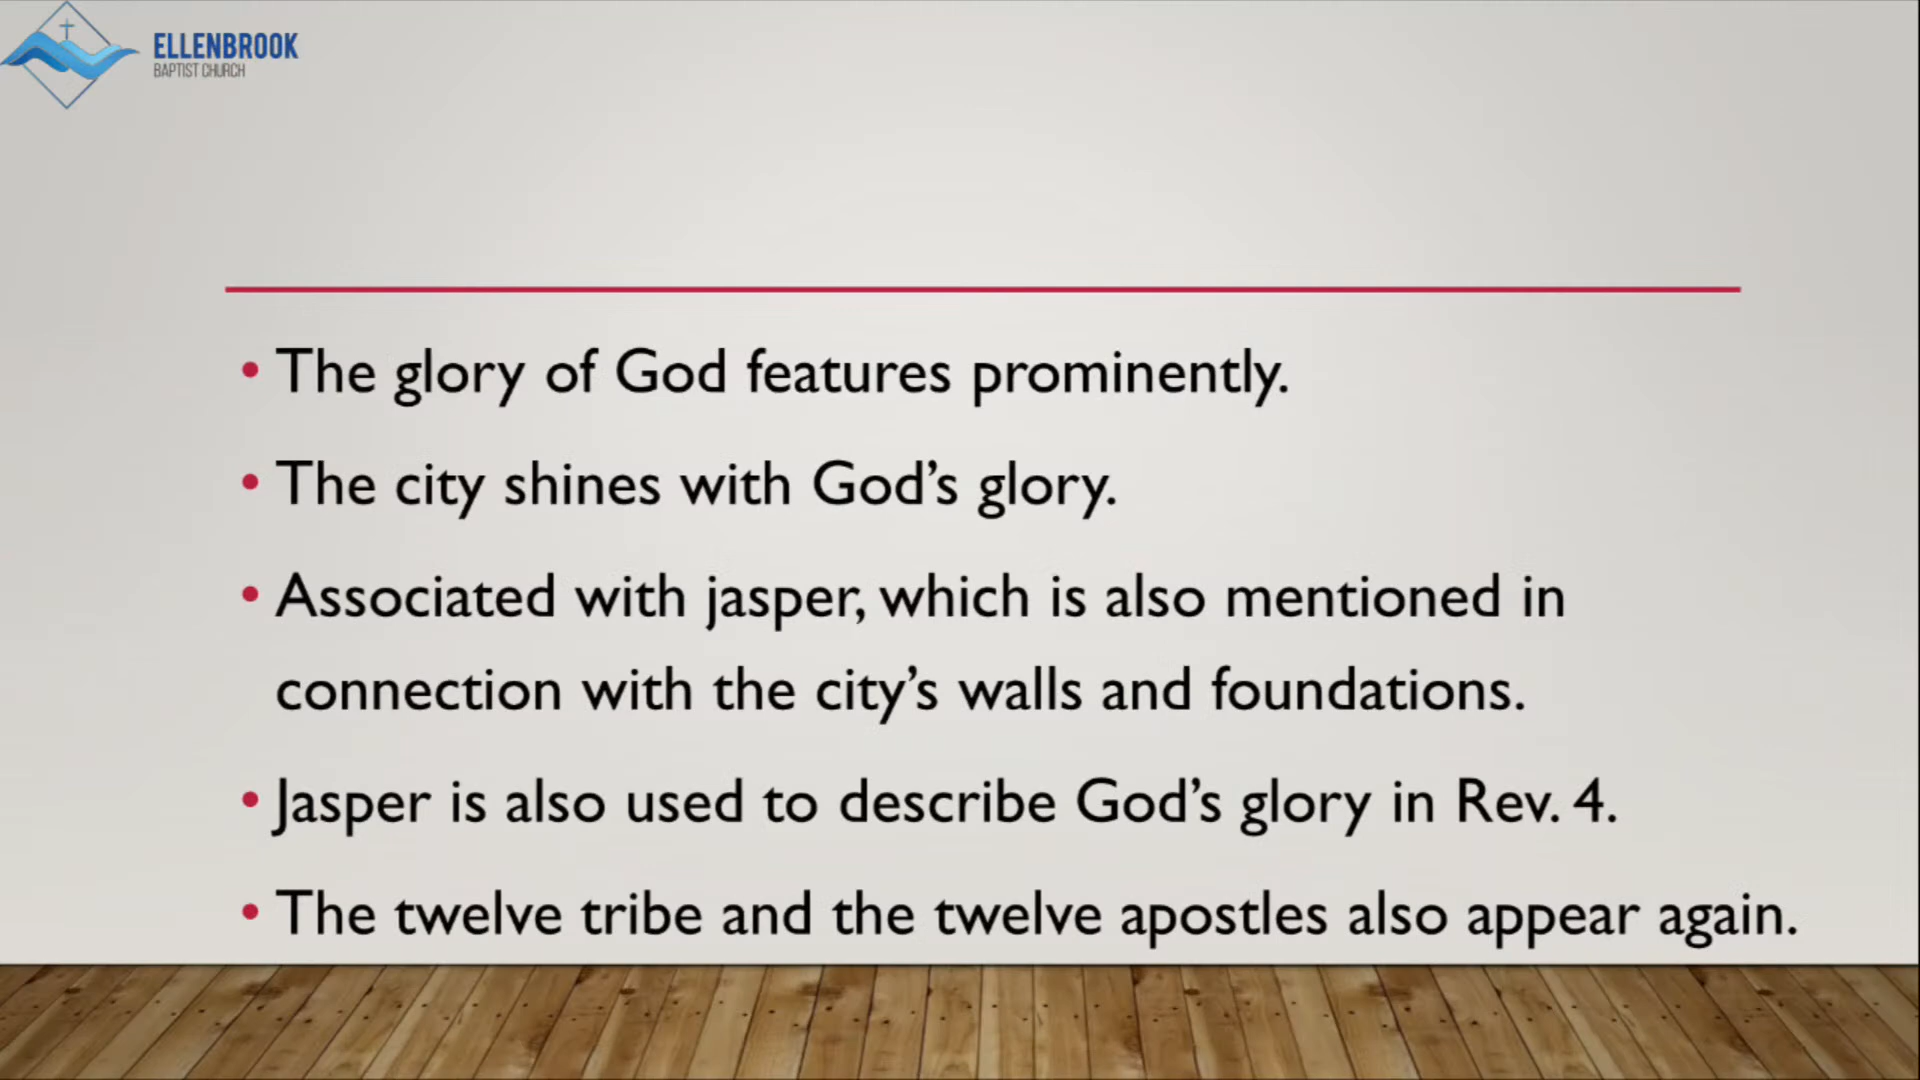 ELLENBROOK
BAPTIST CHURCH
• The glory of God features prominently.
• The city shines with God’s glory.
• Associated with jasper, which is also mentioned in
connection with the city’s walls and foundations.
• Jasper is also used to describe God’s glory in Rev. 4.
• The twelve tribe and the twelve apostles also appear again.